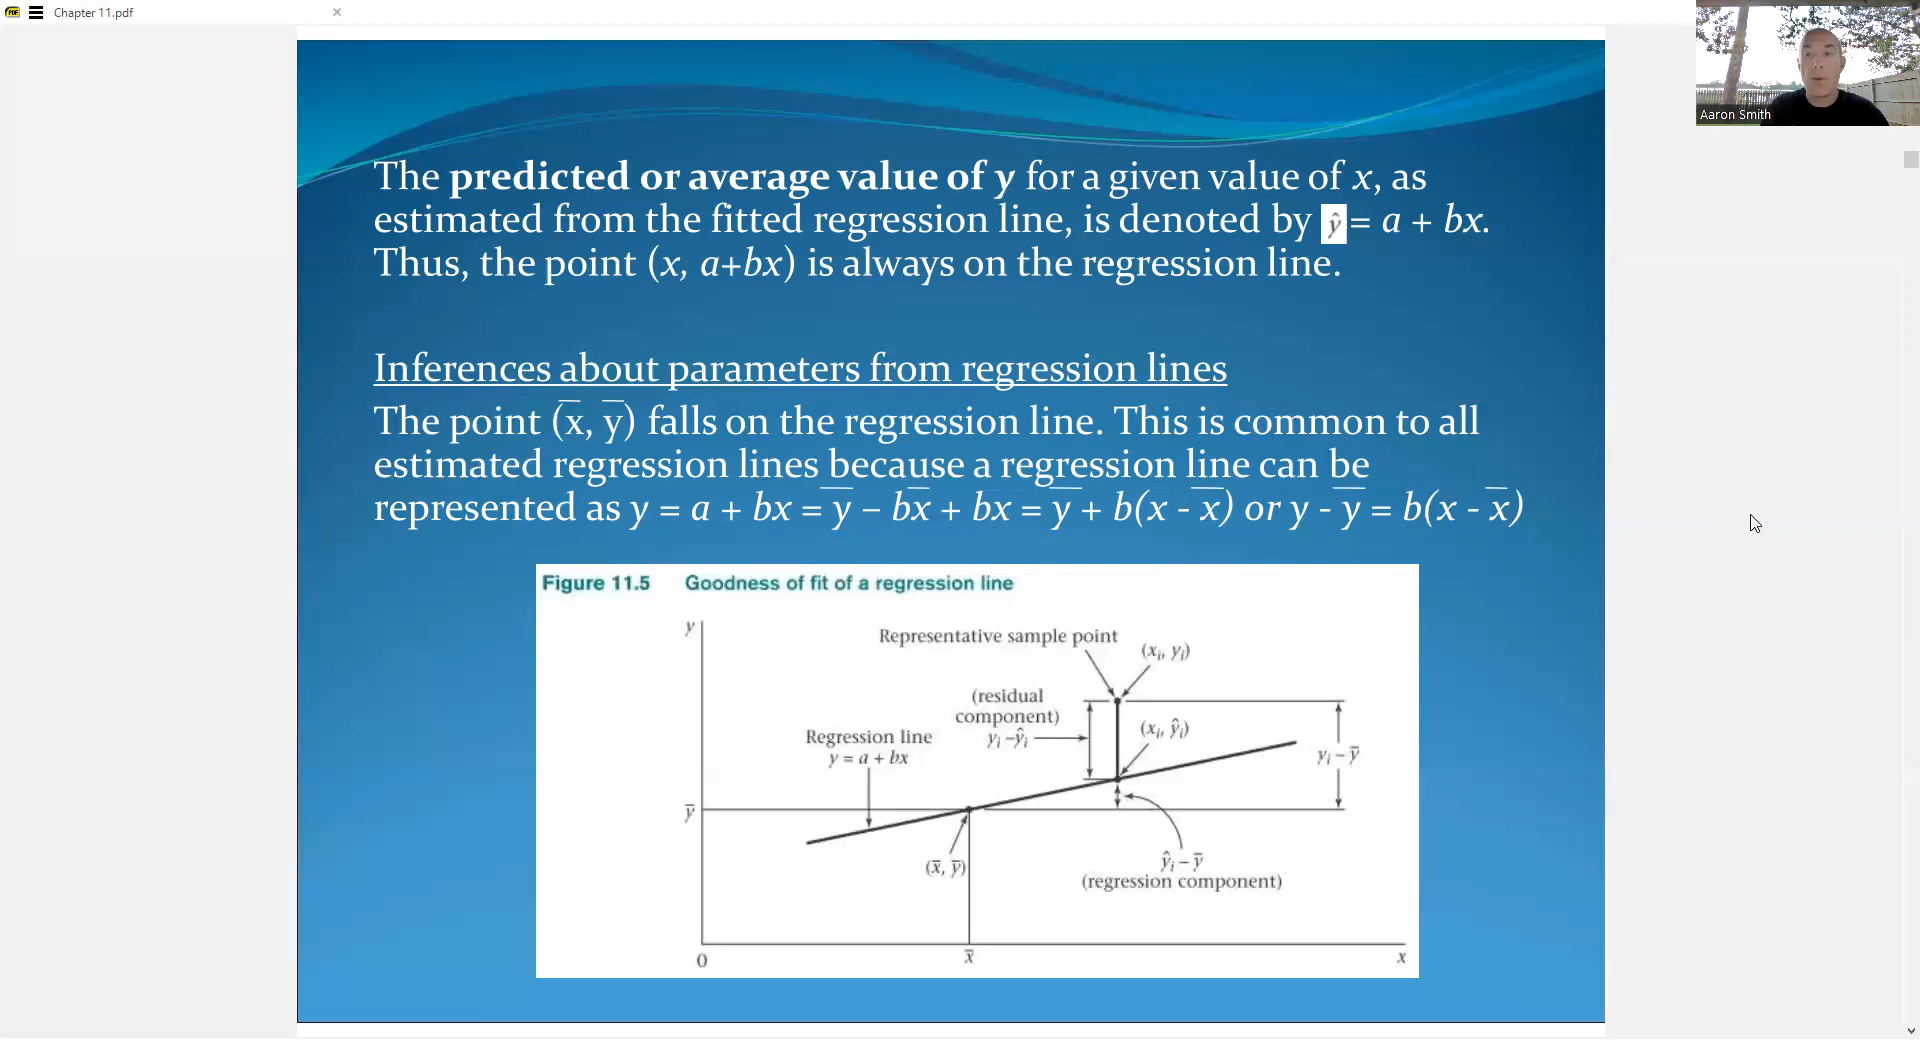 Chapter 11.pdf
Aaron Smith
The predicted or average value of y for a given value of x, as
estimated from the fitted regression line, is denoted by ŷ = a + bx.
Thus, the point (x, a+bx) is always on the regression line.
Inferences about parameters from regression lines
The point (x̅, y̅) falls on the regression line. This is common to all
estimated regression lines because a regression line can be
represented as y = a + bx = y̅ – bx̅ + bx = y̅ + b(x - x̅) or y - y̅ = b(x - x̅)
Figure 11.5 Goodness of fit of a regression line
y
Representative sample point
(xᵢ, yᵢ)
(residual
component)
yᵢ – ŷᵢ
(xᵢ, ŷᵢ)
Regression line
y = a + bx
yᵢ – y̅
y̅
(x̅, y̅)
ŷᵢ – y̅
(regression component)
0
x̅
x